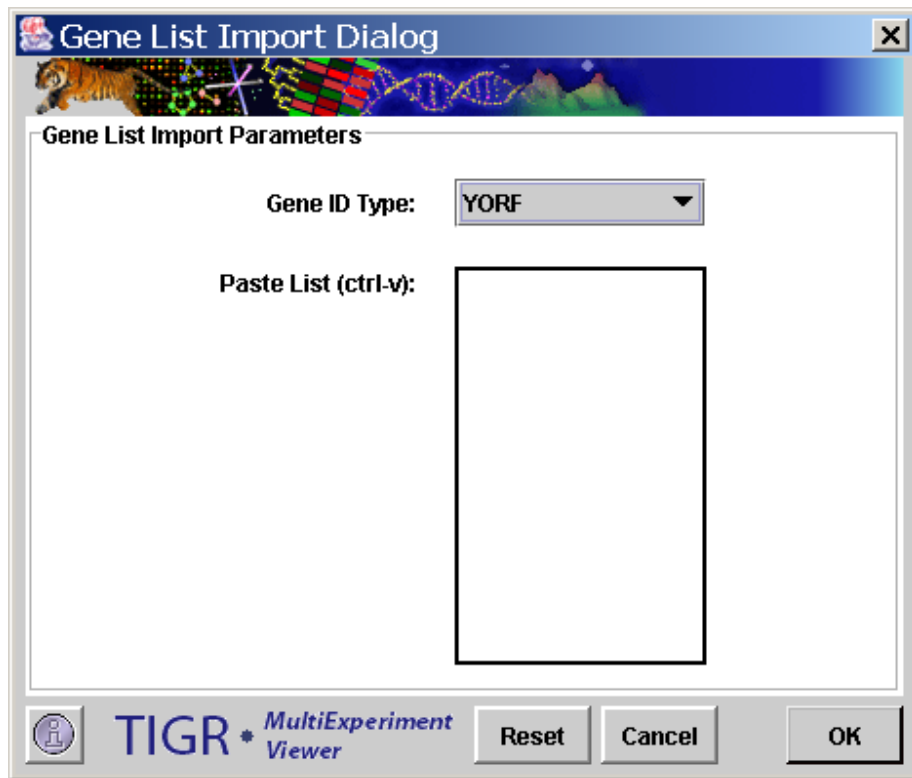 Gene List Import Dialog
Gene List Import Parameters
Gene ID Type: YORF
Paste List (ctrl-v):
TIGR • MultiExperiment Viewer Reset Cancel OK